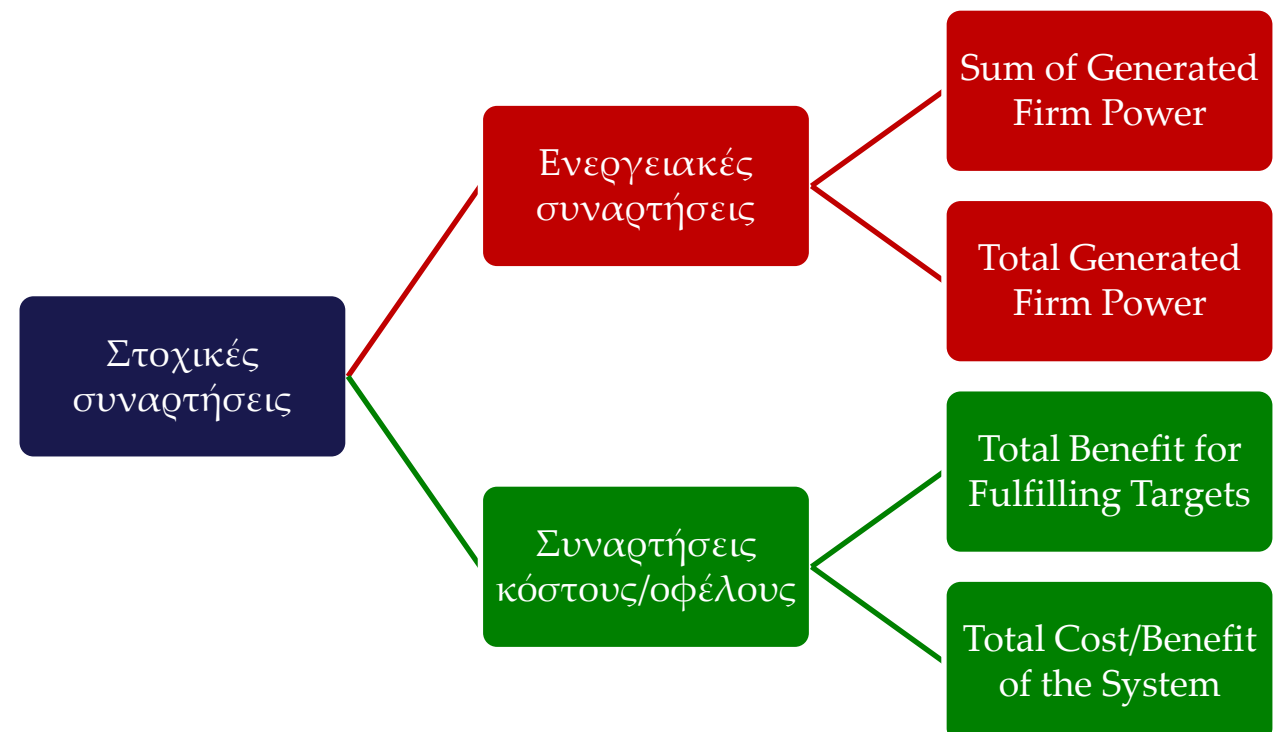 Στοχικές
συναρτήσεις
Ενεργειακές
συναρτήσεις
Sum of Generated
Firm Power
Total Generated
Firm Power
Συναρτήσεις
κόστους/οφέλους
Total Benefit for
Fulfilling Targets
Total Cost/Benefit
of the System